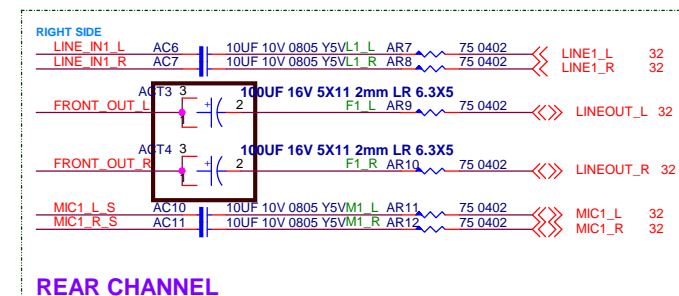 RIGHT SIDE
LINE_IN1_L AC6 10UF 10V 0805 Y5V L1_L AR7 75 0402 LINE1_L 32
LINE_IN1_R AC7 10UF 10V 0805 Y5V L1_R AR8 75 0402 LINE1_R 32
ACT3 3 100UF 16V 5X11 2mm LR 6.3X5
FRONT_OUT_L 1 + 2 F1_L AR9 75 0402 LINEOUT_L 32
ACT4 3 100UF 16V 5X11 2mm LR 6.3X5
FRONT_OUT_R 1 + 2 F1_R AR10 75 0402 LINEOUT_R 32
MIC1_L_S AC10 10UF 10V 0805 Y5V M1_L AR11 75 0402 MIC1_L 32
MIC1_R_S AC11 10UF 10V 0805 Y5V M1_R AR12 75 0402 MIC1_R 32
REAR CHANNEL